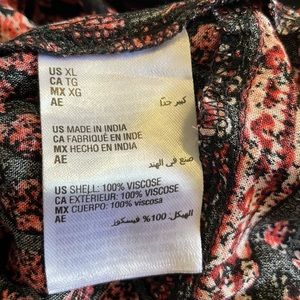 US XL
CA TG
MX XG
AE كبير جدًا
US MADE IN INDIA
CA FABRIQUÉ EN INDE
MX HECHO EN INDIA
AE صنع في الهند
US SHELL: 100% VISCOSE
CA EXTERIEUR: 100% VISCOSE
MX CUERPO: 100% viscosa
AE الهيكل: 100% فيسكوز